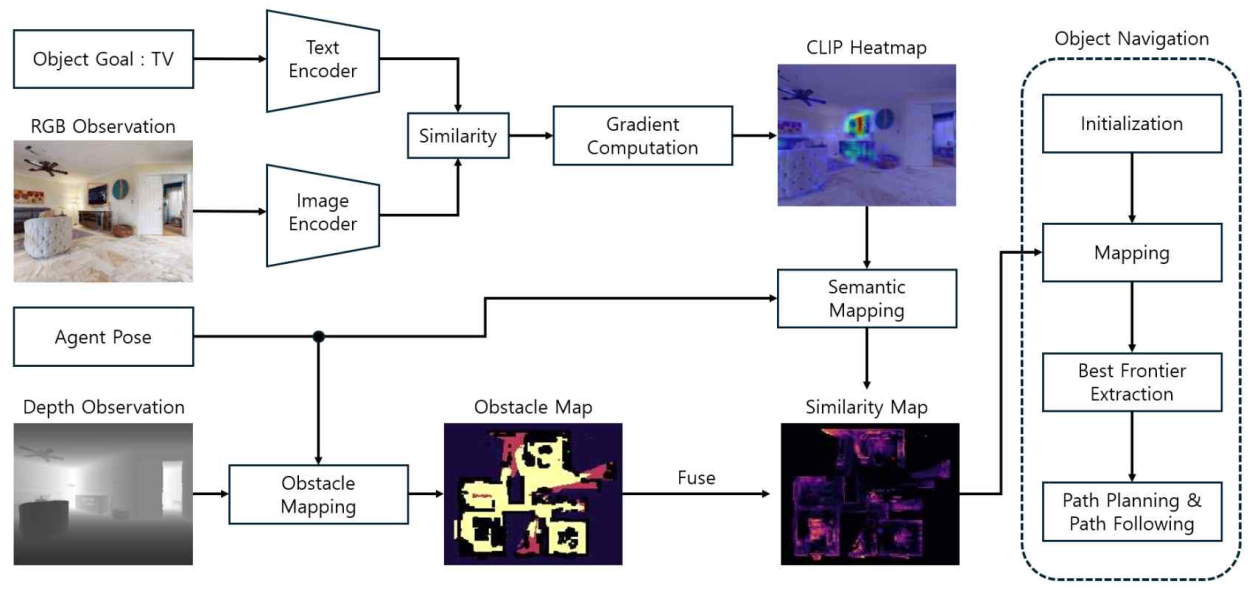 Object Goal : TV
Text
Encoder
RGB Observation
Image
Encoder
Similarity
Gradient
Computation
CLIP Heatmap
Semantic
Mapping
Agent Pose
Depth Observation
Obstacle
Mapping
Obstacle Map
Fuse
Similarity Map
Object Navigation
Initialization
Mapping
Best Frontier
Extraction
Path Planning &
Path Following